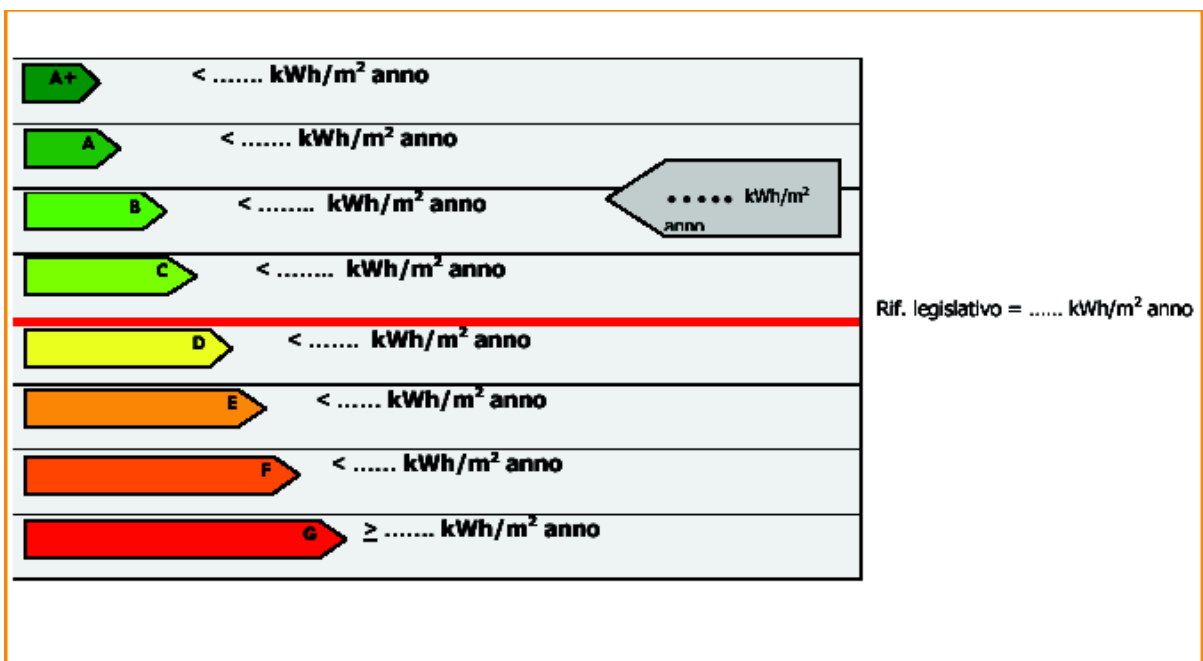 A+ < ....... kWh/m² anno
A < ....... kWh/m² anno
B < ........ kWh/m² anno
••••• kWh/m²
anno
C < ........ kWh/m² anno
Rif. legislativo = ...... kWh/m² anno
D < ....... kWh/m² anno
E < ...... kWh/m² anno
F < ...... kWh/m² anno
G ≥ ....... kWh/m² anno